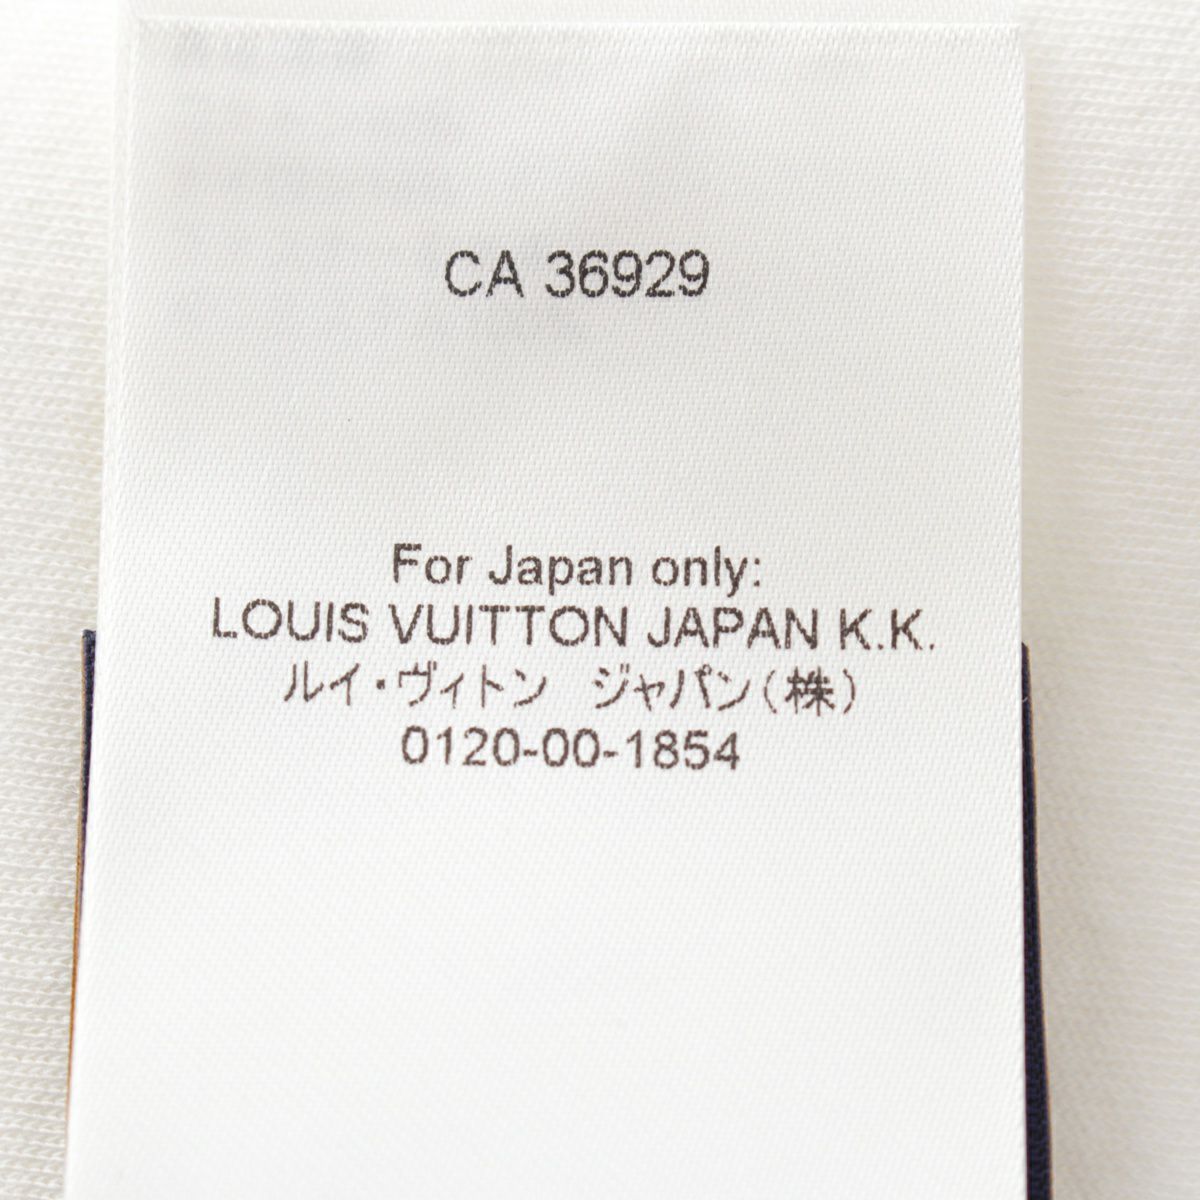 CA 36929
For Japan only:
LOUIS VUITTON JAPAN K.K.
ルイ・ヴィトン ジャパン(株)
0120-00-1854